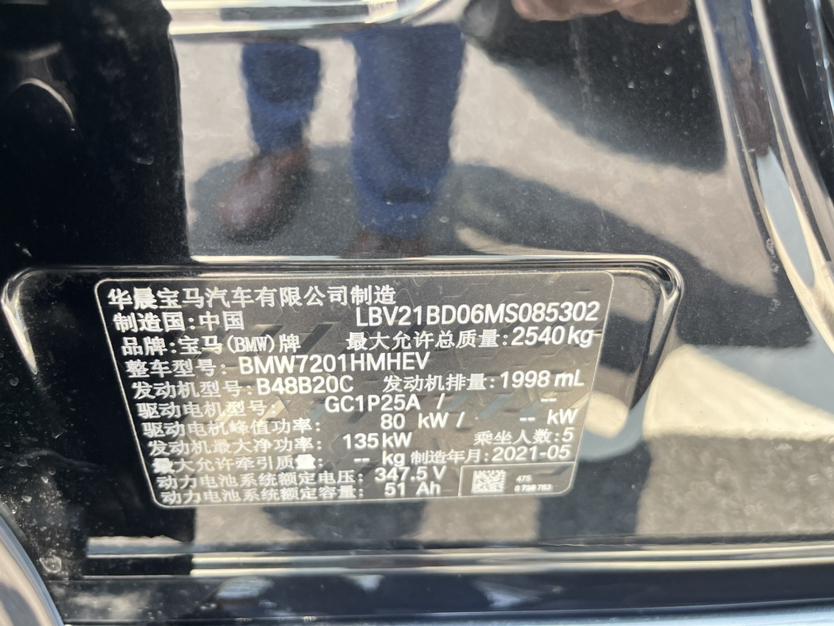 华晨宝马汽车有限公司制造
制造国:中国 LBV21BD06MS085302
品牌:宝马(BMW)牌 最大允许总质量:2540kg
整车型号: BMW7201HMHEV
发动机型号: B48B20C 发动机排量:1998 mL
驱动电机型号: GC1P25A / --
驱动电机峰值功率: 80 kW / -- kW
发动机最大净功率: 135kW 乘坐人数:5
最大允许牵引质量: -- kg 制造年月:2021-05
动力电池系统额定电压: 347.5 V
动力电池系统额定容量: 51 Ah